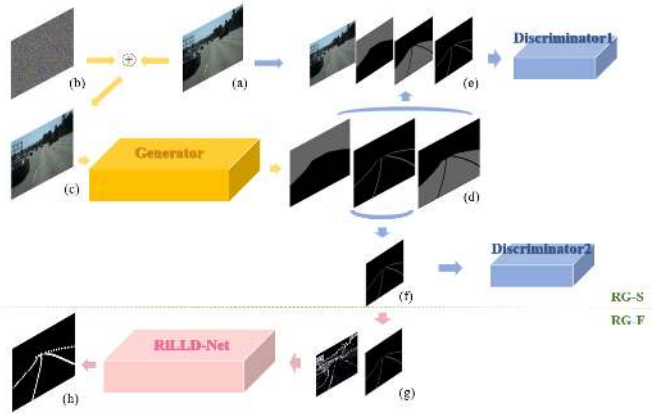 Discriminator1
(b)
(a)
(e)
Generator
(c)
(d)
Discriminator2
(f)
RG-S
RG-F
RiLLD-Net
(h)
(g)